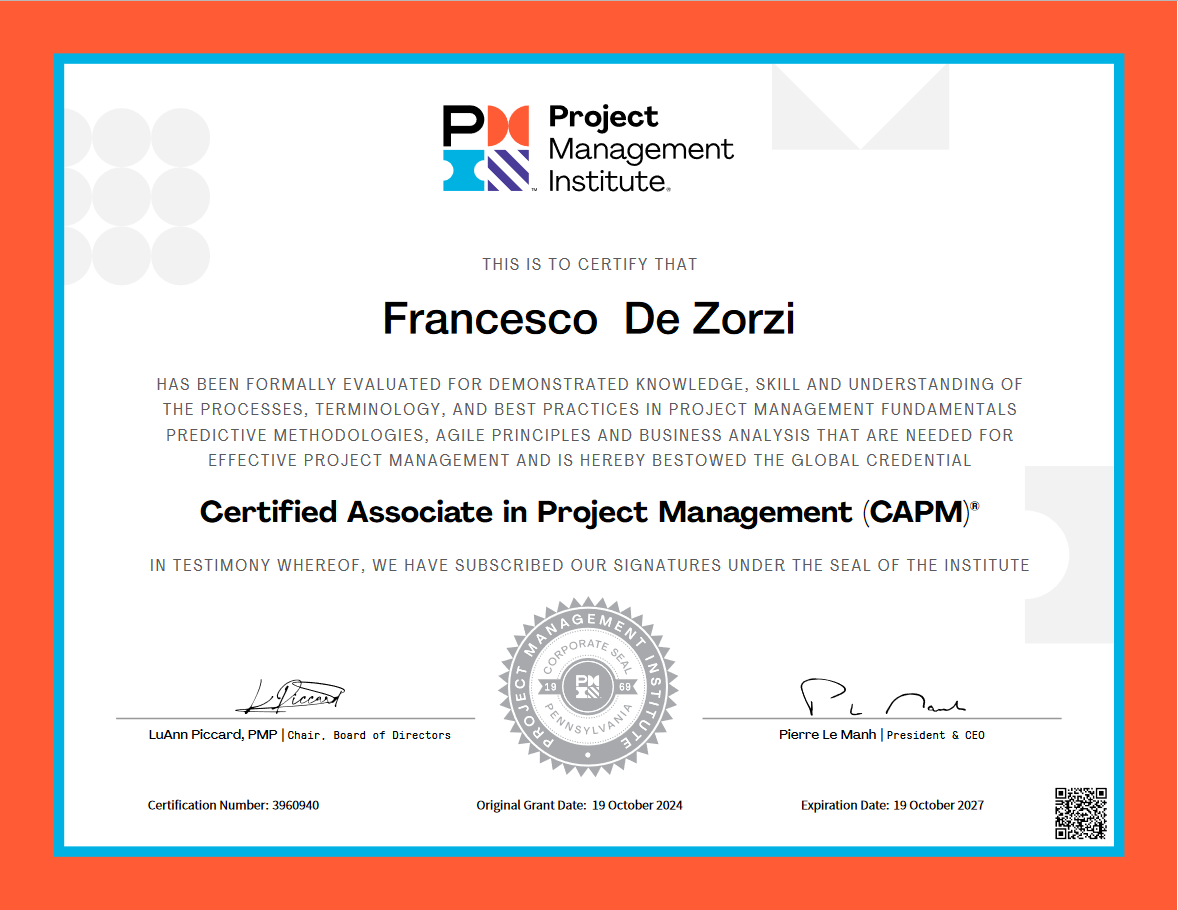 PM
™
Project
Management
Institute®
THIS IS TO CERTIFY THAT
Francesco De Zorzi
HAS BEEN FORMALLY EVALUATED FOR DEMONSTRATED KNOWLEDGE, SKILL AND UNDERSTANDING OF
THE PROCESSES, TERMINOLOGY, AND BEST PRACTICES IN PROJECT MANAGEMENT FUNDAMENTALS
PREDICTIVE METHODOLOGIES, AGILE PRINCIPLES AND BUSINESS ANALYSIS THAT ARE NEEDED FOR
EFFECTIVE PROJECT MANAGEMENT AND IS HEREBY BESTOWED THE GLOBAL CREDENTIAL
Certified Associate in Project Management (CAPM)®
IN TESTIMONY WHEREOF, WE HAVE SUBSCRIBED OUR SIGNATURES UNDER THE SEAL OF THE INSTITUTE
PROJECT MANAGEMENT INSTITUTE
CORPORATE SEAL
19 69
PENNSYLVANIA
L Piccard
LuAnn Piccard, PMP | Chair, Board of Directors
Pierre Le Manh | President & CEO
Certification Number: 3960940
Original Grant Date: 19 October 2024
Expiration Date: 19 October 2027